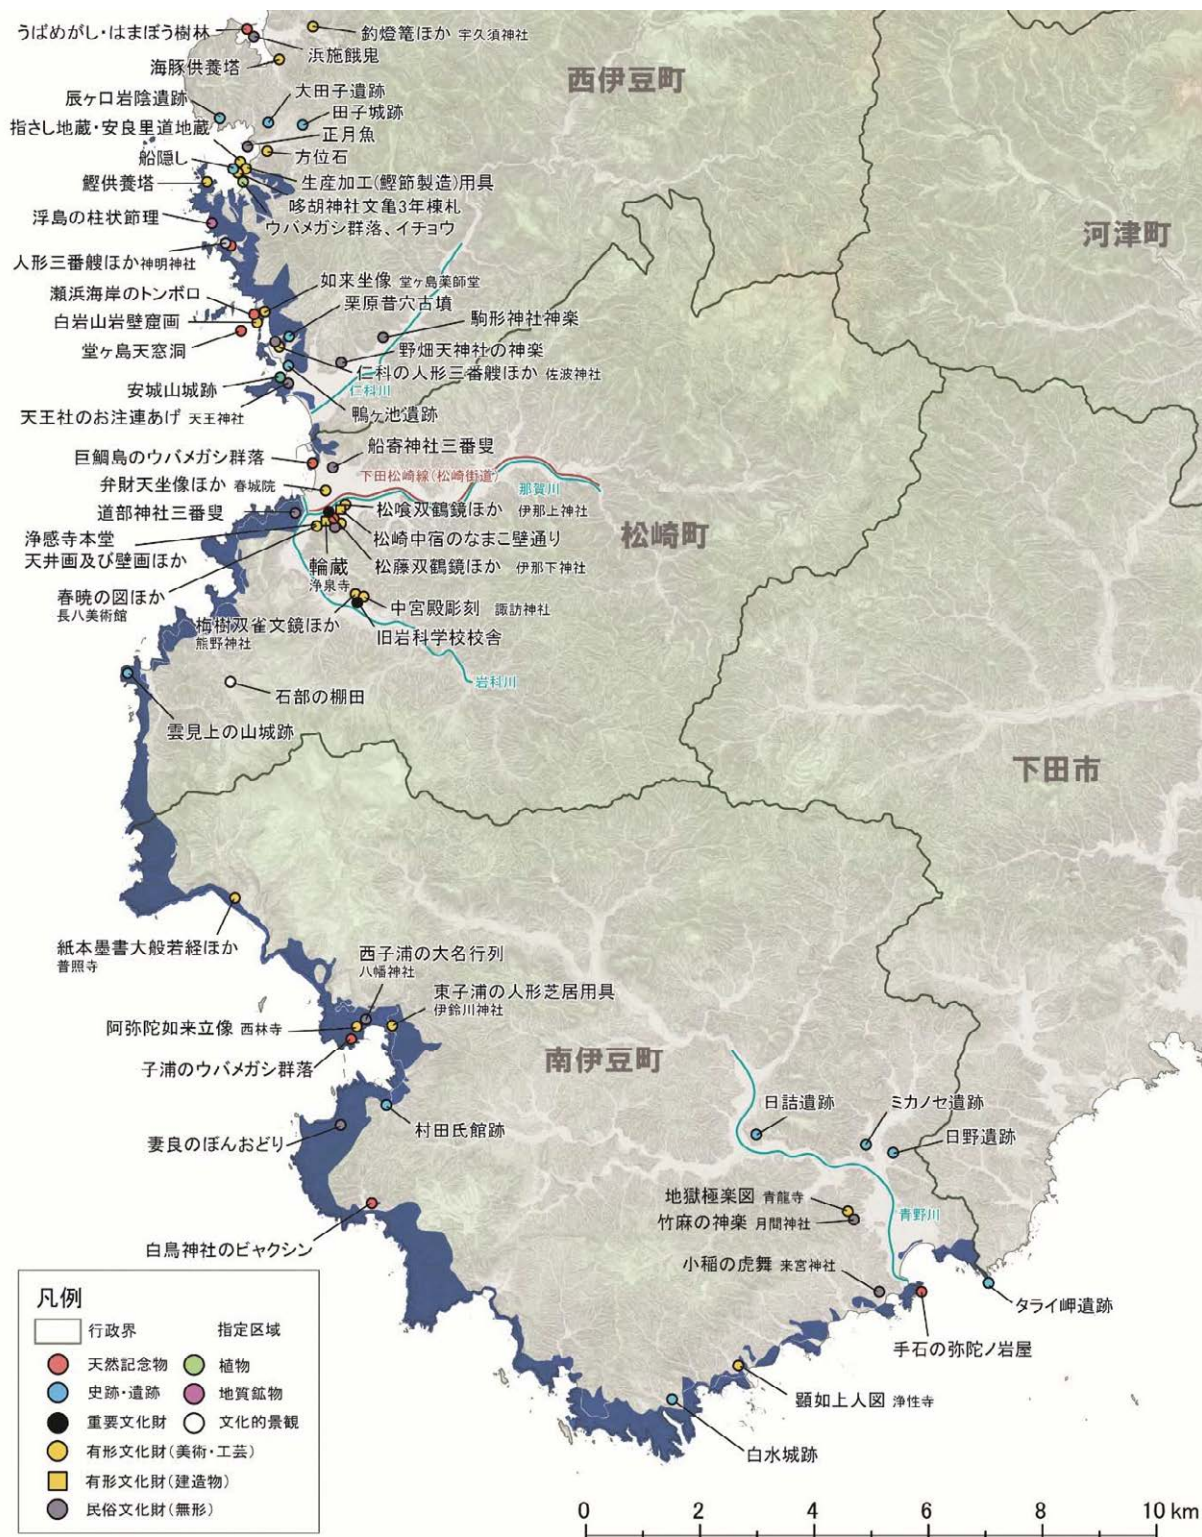 うばめがし・はまぼう樹林
釣燈篭ほか 宇久須神社
浜施餓鬼
海豚供養塔
西伊豆町
辰ヶ口岩陰遺跡
大田子遺跡
田子城跡
指さし地蔵・安良里道地蔵
正月魚
船隠し
方位石
鰹供養塔
生産加工(鰹節製造)用具
哆胡神社文亀3年棟札
浮島の柱状節理
ウバメガシ群落、イチョウ
河津町
人形三番艘ほか神明神社
如来坐像 堂ヶ島薬師堂
瀬浜海岸のトンボロ
栗原昔穴古墳
白岩山岩壁窟画
駒形神社神楽
堂ヶ島天窓洞
野畑天神社の神楽
仁科の人形三番艘ほか 佐波神社
安城山城跡
仁科川
天王社のお注連あげ 天王神社
鴨ヶ池遺跡
船寄神社三番叟
巨鯛島のウバメガシ群落
下田松崎線(松崎街道)
弁財天坐像ほか 春城院
那賀川
道部神社三番叟
松喰双鶴鏡ほか 伊那上神社
松崎町
浄感寺本堂
天井画及び壁画ほか
松崎中宿のなまこ壁通り
輪蔵
浄泉寺
松藤双鶴鏡ほか 伊那下神社
春暁の図ほか
長八美術館
中宮殿彫刻 諏訪神社
梅樹双雀文鏡ほか
熊野神社
旧岩科学校校舎
岩科川
石部の棚田
雲見上の山城跡
下田市
紙本墨書大般若経ほか
普照寺
西子浦の大名行列
八幡神社
東子浦の人形芝居用具
伊鈴川神社
阿弥陀如来立像 西林寺
子浦のウバメガシ群落
南伊豆町
日詰遺跡
ミカノセ遺跡
日野遺跡
村田氏館跡
妻良のぼんおどり
地獄極楽図 青龍寺
竹麻の神楽 月間神社
青野川
白鳥神社のビャクシン
小稲の虎舞 来宮神社
タライ岬遺跡
手石の弥陀ノ岩屋
顕如上人図 浄性寺
白水城跡
凡例
行政界
指定区域
天然記念物
植物
史跡・遺跡
地質鉱物
重要文化財
文化的景観
有形文化財(美術・工芸)
有形文化財(建造物)
民俗文化財(無形)
0 2 4 6 8 10 km